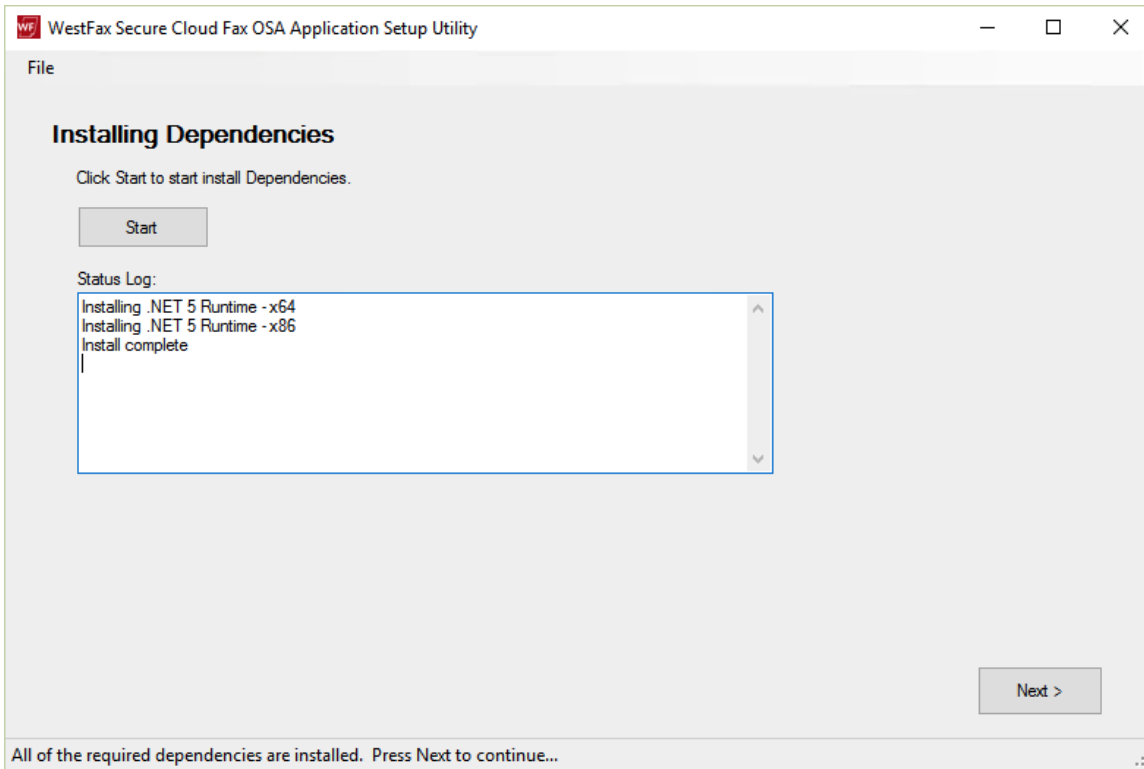 WF WestFax Secure Cloud Fax OSA Application Setup Utility
File
Installing Dependencies
Click Start to start install Dependencies.
Start
Status Log:
Installing .NET 5 Runtime - x64
Installing .NET 5 Runtime - x86
Install complete
Next >
All of the required dependencies are installed.  Press Next to continue...